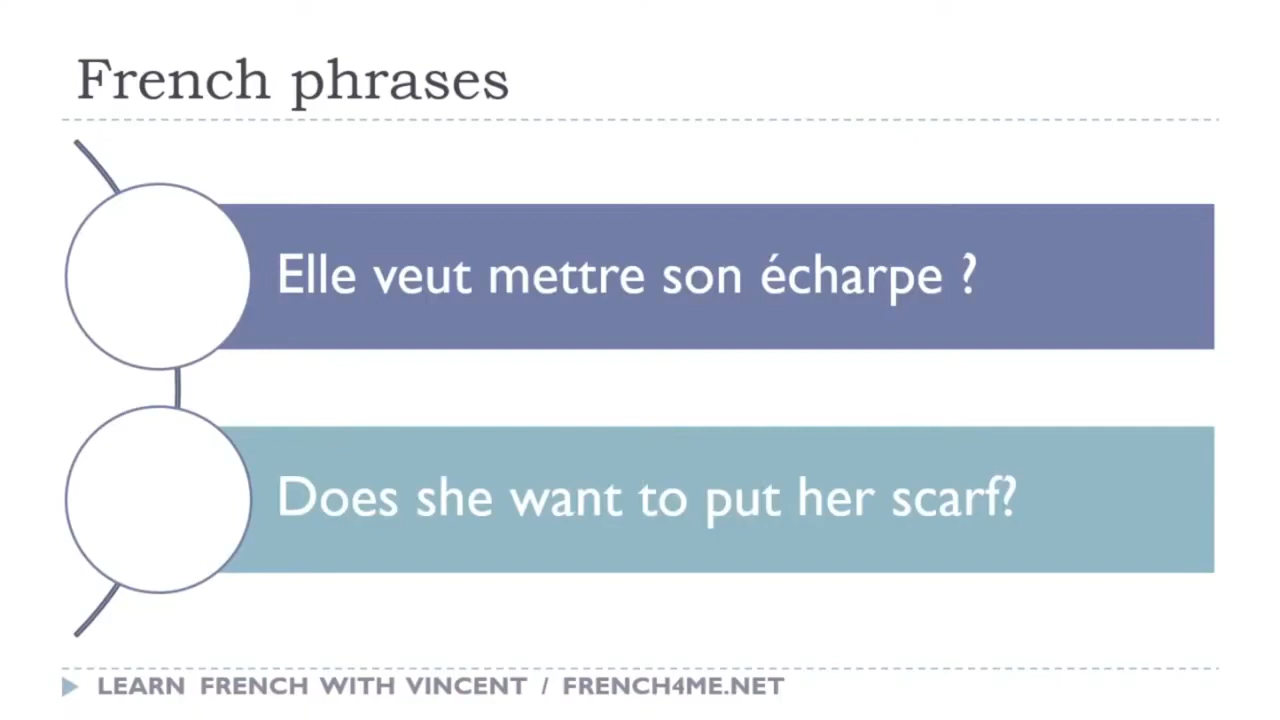 French phrases
Elle veut mettre son écharpe ?
Does she want to put her scarf?
LEARN FRENCH WITH VINCENT / FRENCH4ME.NET